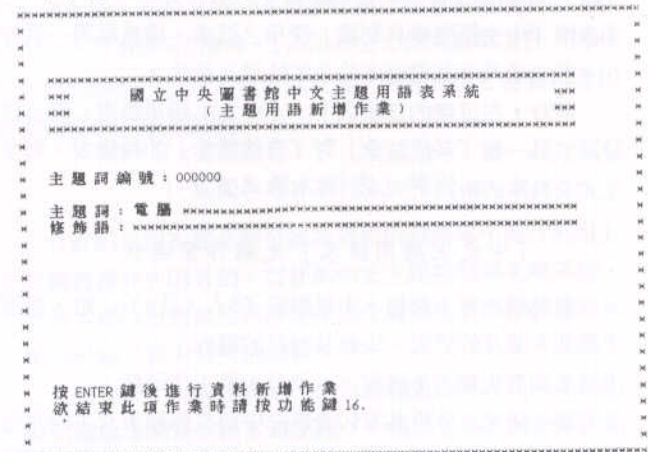 國立中央圖書館中文主題用語表系統
(主題用語新增作業)
主題詞編號:000000
主題詞:電腦
修飾語:
按 ENTER 鍵後進行資料新增作業
欲結束此項作業時請按功能鍵16.